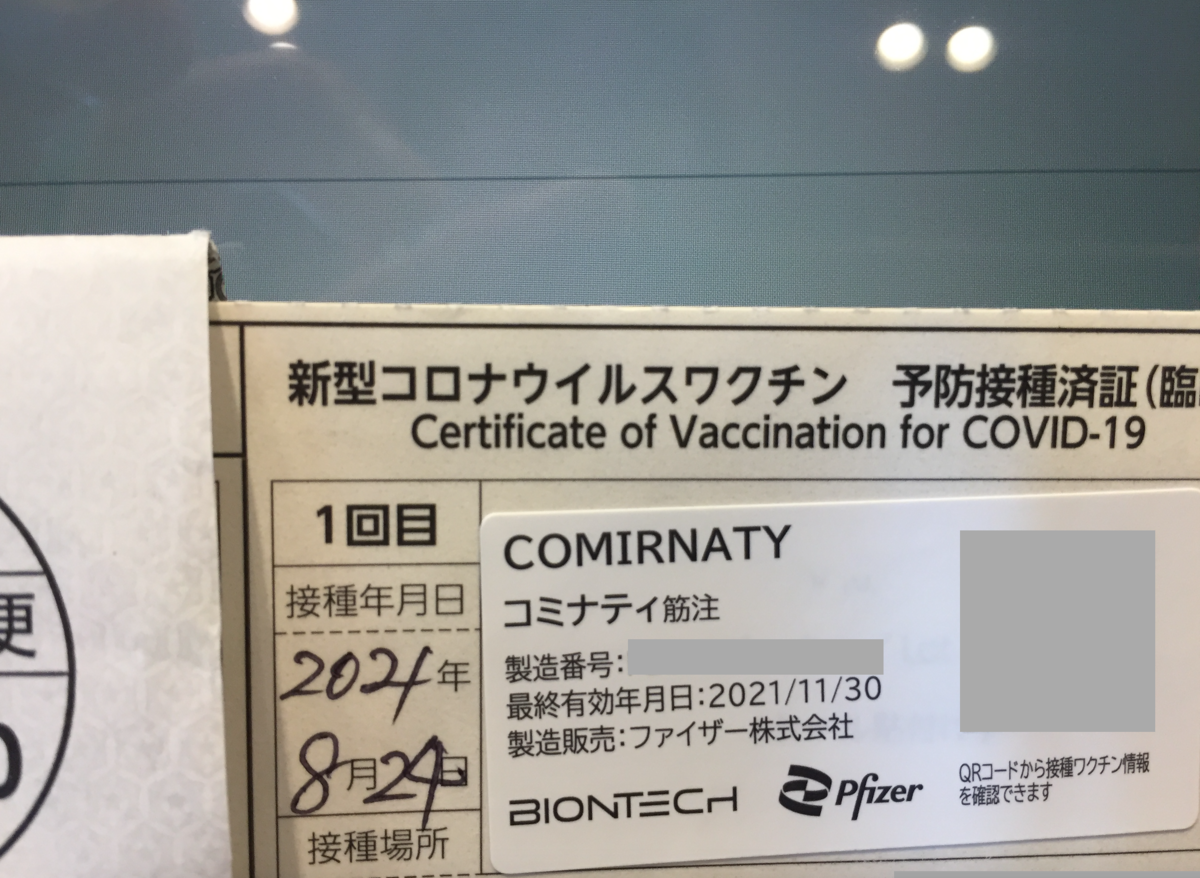 新型コロナウイルスワクチン 予防接種済証(臨
Certificate of Vaccination for COVID-19
1回目
接種年月日
2021年
8月24日
接種場所
COMIRNATY
コミナティ筋注
製造番号:
最終有効年月日:2021/11/30
製造販売:ファイザー株式会社
BIONTECH
Pfizer
QRコードから接種ワクチン情報
を確認できます
便